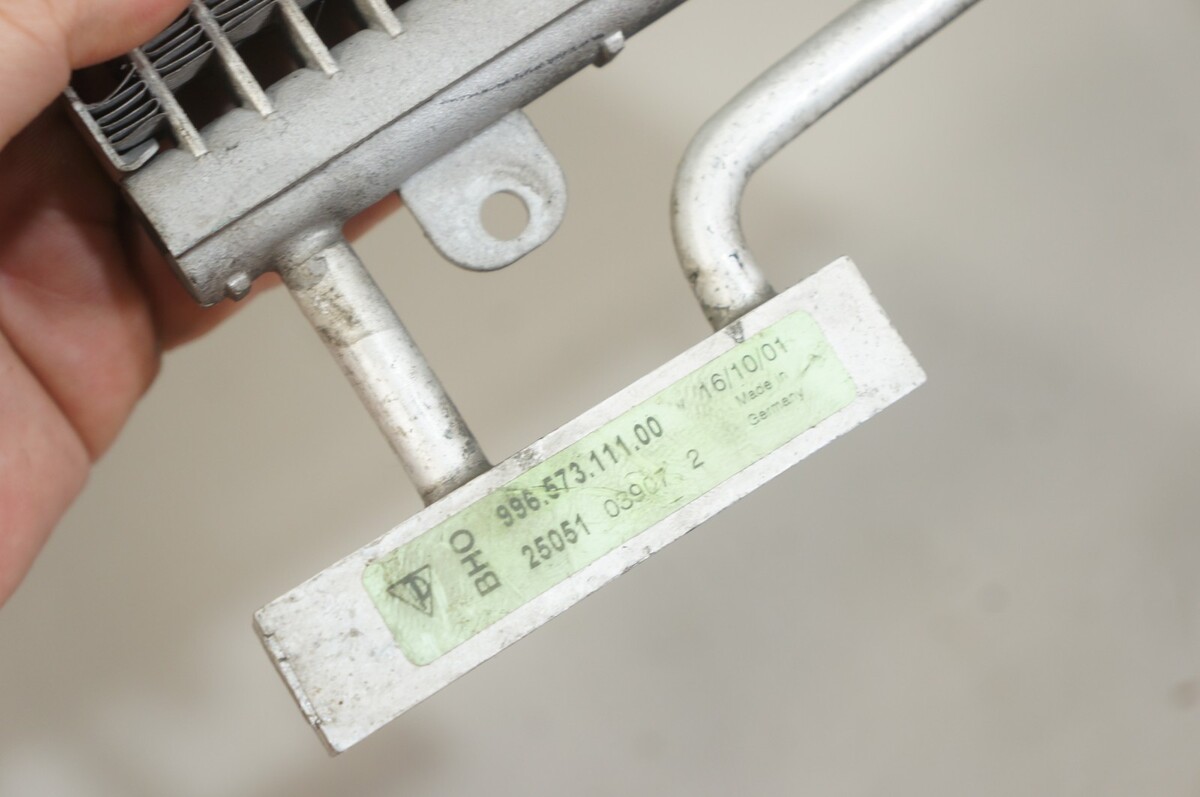 BHO
996.573.111.00
25051 03907 2
16/10/01
Made in
Germany